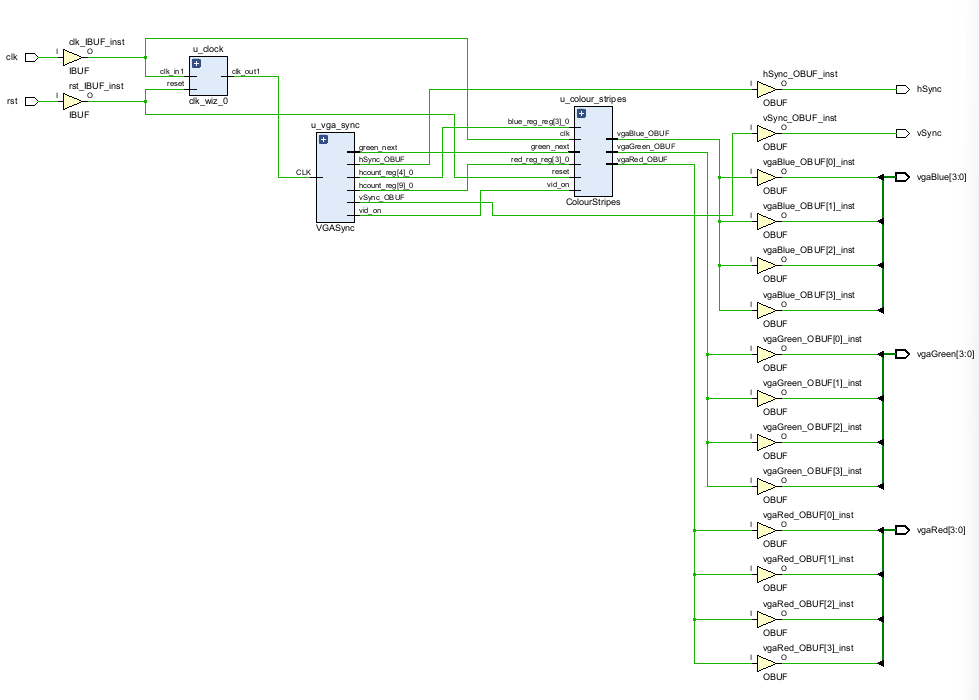 clk
clk_IBUF_inst
I
O
IBUF
rst
rst_IBUF_inst
I
O
IBUF
u_clock
clk_in1
reset
clk_out1
clk_wiz_0
u_vga_sync
CLK
green_next
hSync_OBUF
hcount_reg[4]_0
hcount_reg[9]_0
vSync_OBUF
vid_on
VGASync
u_colour_stripes
blue_reg_reg[3]_0
clk
green_next
red_reg_reg[3]_0
reset
vid_on
vgaBlue_OBUF
vgaGreen_OBUF
vgaRed_OBUF
ColourStripes
hSync_OBUF_inst
I
O
OBUF
hSync
vSync_OBUF_inst
I
O
OBUF
vSync
vgaBlue_OBUF[0]_inst
I
O
OBUF
vgaBlue[3:0]
vgaBlue_OBUF[1]_inst
I
O
OBUF
vgaBlue_OBUF[2]_inst
I
O
OBUF
vgaBlue_OBUF[3]_inst
I
O
OBUF
vgaGreen_OBUF[0]_inst
I
O
OBUF
vgaGreen[3:0]
vgaGreen_OBUF[1]_inst
I
O
OBUF
vgaGreen_OBUF[2]_inst
I
O
OBUF
vgaGreen_OBUF[3]_inst
I
O
OBUF
vgaRed_OBUF[0]_inst
I
O
OBUF
vgaRed[3:0]
vgaRed_OBUF[1]_inst
I
O
OBUF
vgaRed_OBUF[2]_inst
I
O
OBUF
vgaRed_OBUF[3]_inst
I
O
OBUF